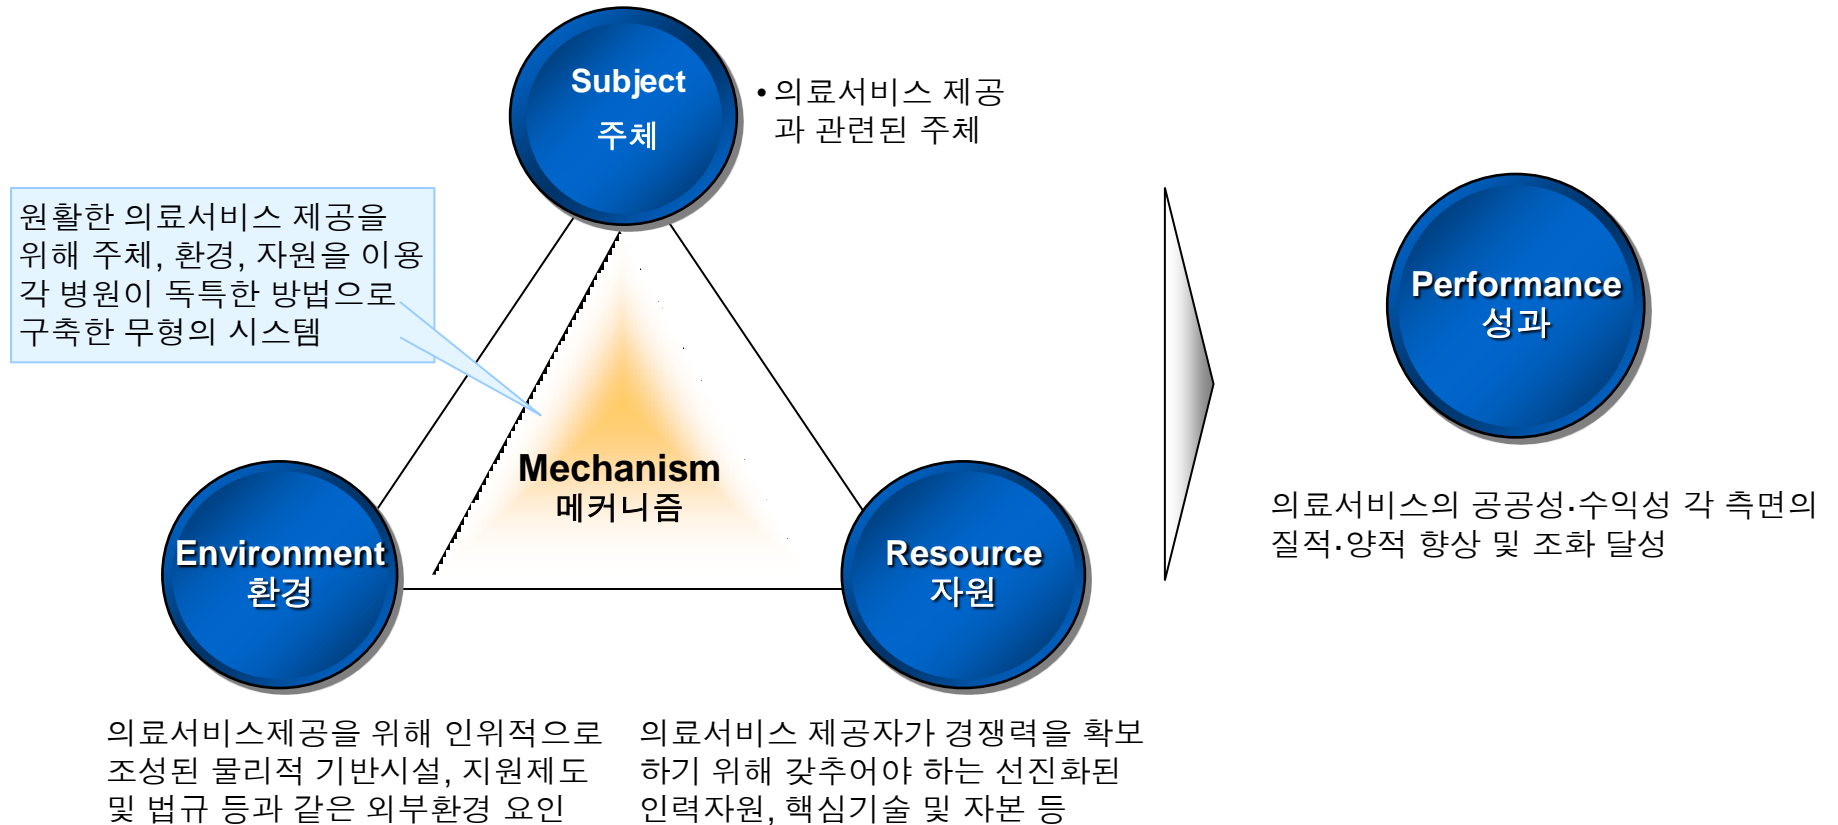 Subject
주체
• 의료서비스 제공
과 관련된 주체
원활한 의료서비스 제공을
위해 주체, 환경, 자원을 이용
각 병원이 독특한 방법으로
구축한 무형의 시스템
Performance
성과
Mechanism
메커니즘
의료서비스의 공공성·수익성 각 측면의
질적·양적 향상 및 조화 달성
Environment
환경
Resource
자원
의료서비스제공을 위해 인위적으로
조성된 물리적 기반시설, 지원제도
및 법규 등과 같은 외부환경 요인
의료서비스 제공자가 경쟁력을 확보
하기 위해 갖추어야 하는 선진화된
인력자원, 핵심기술 및 자본 등